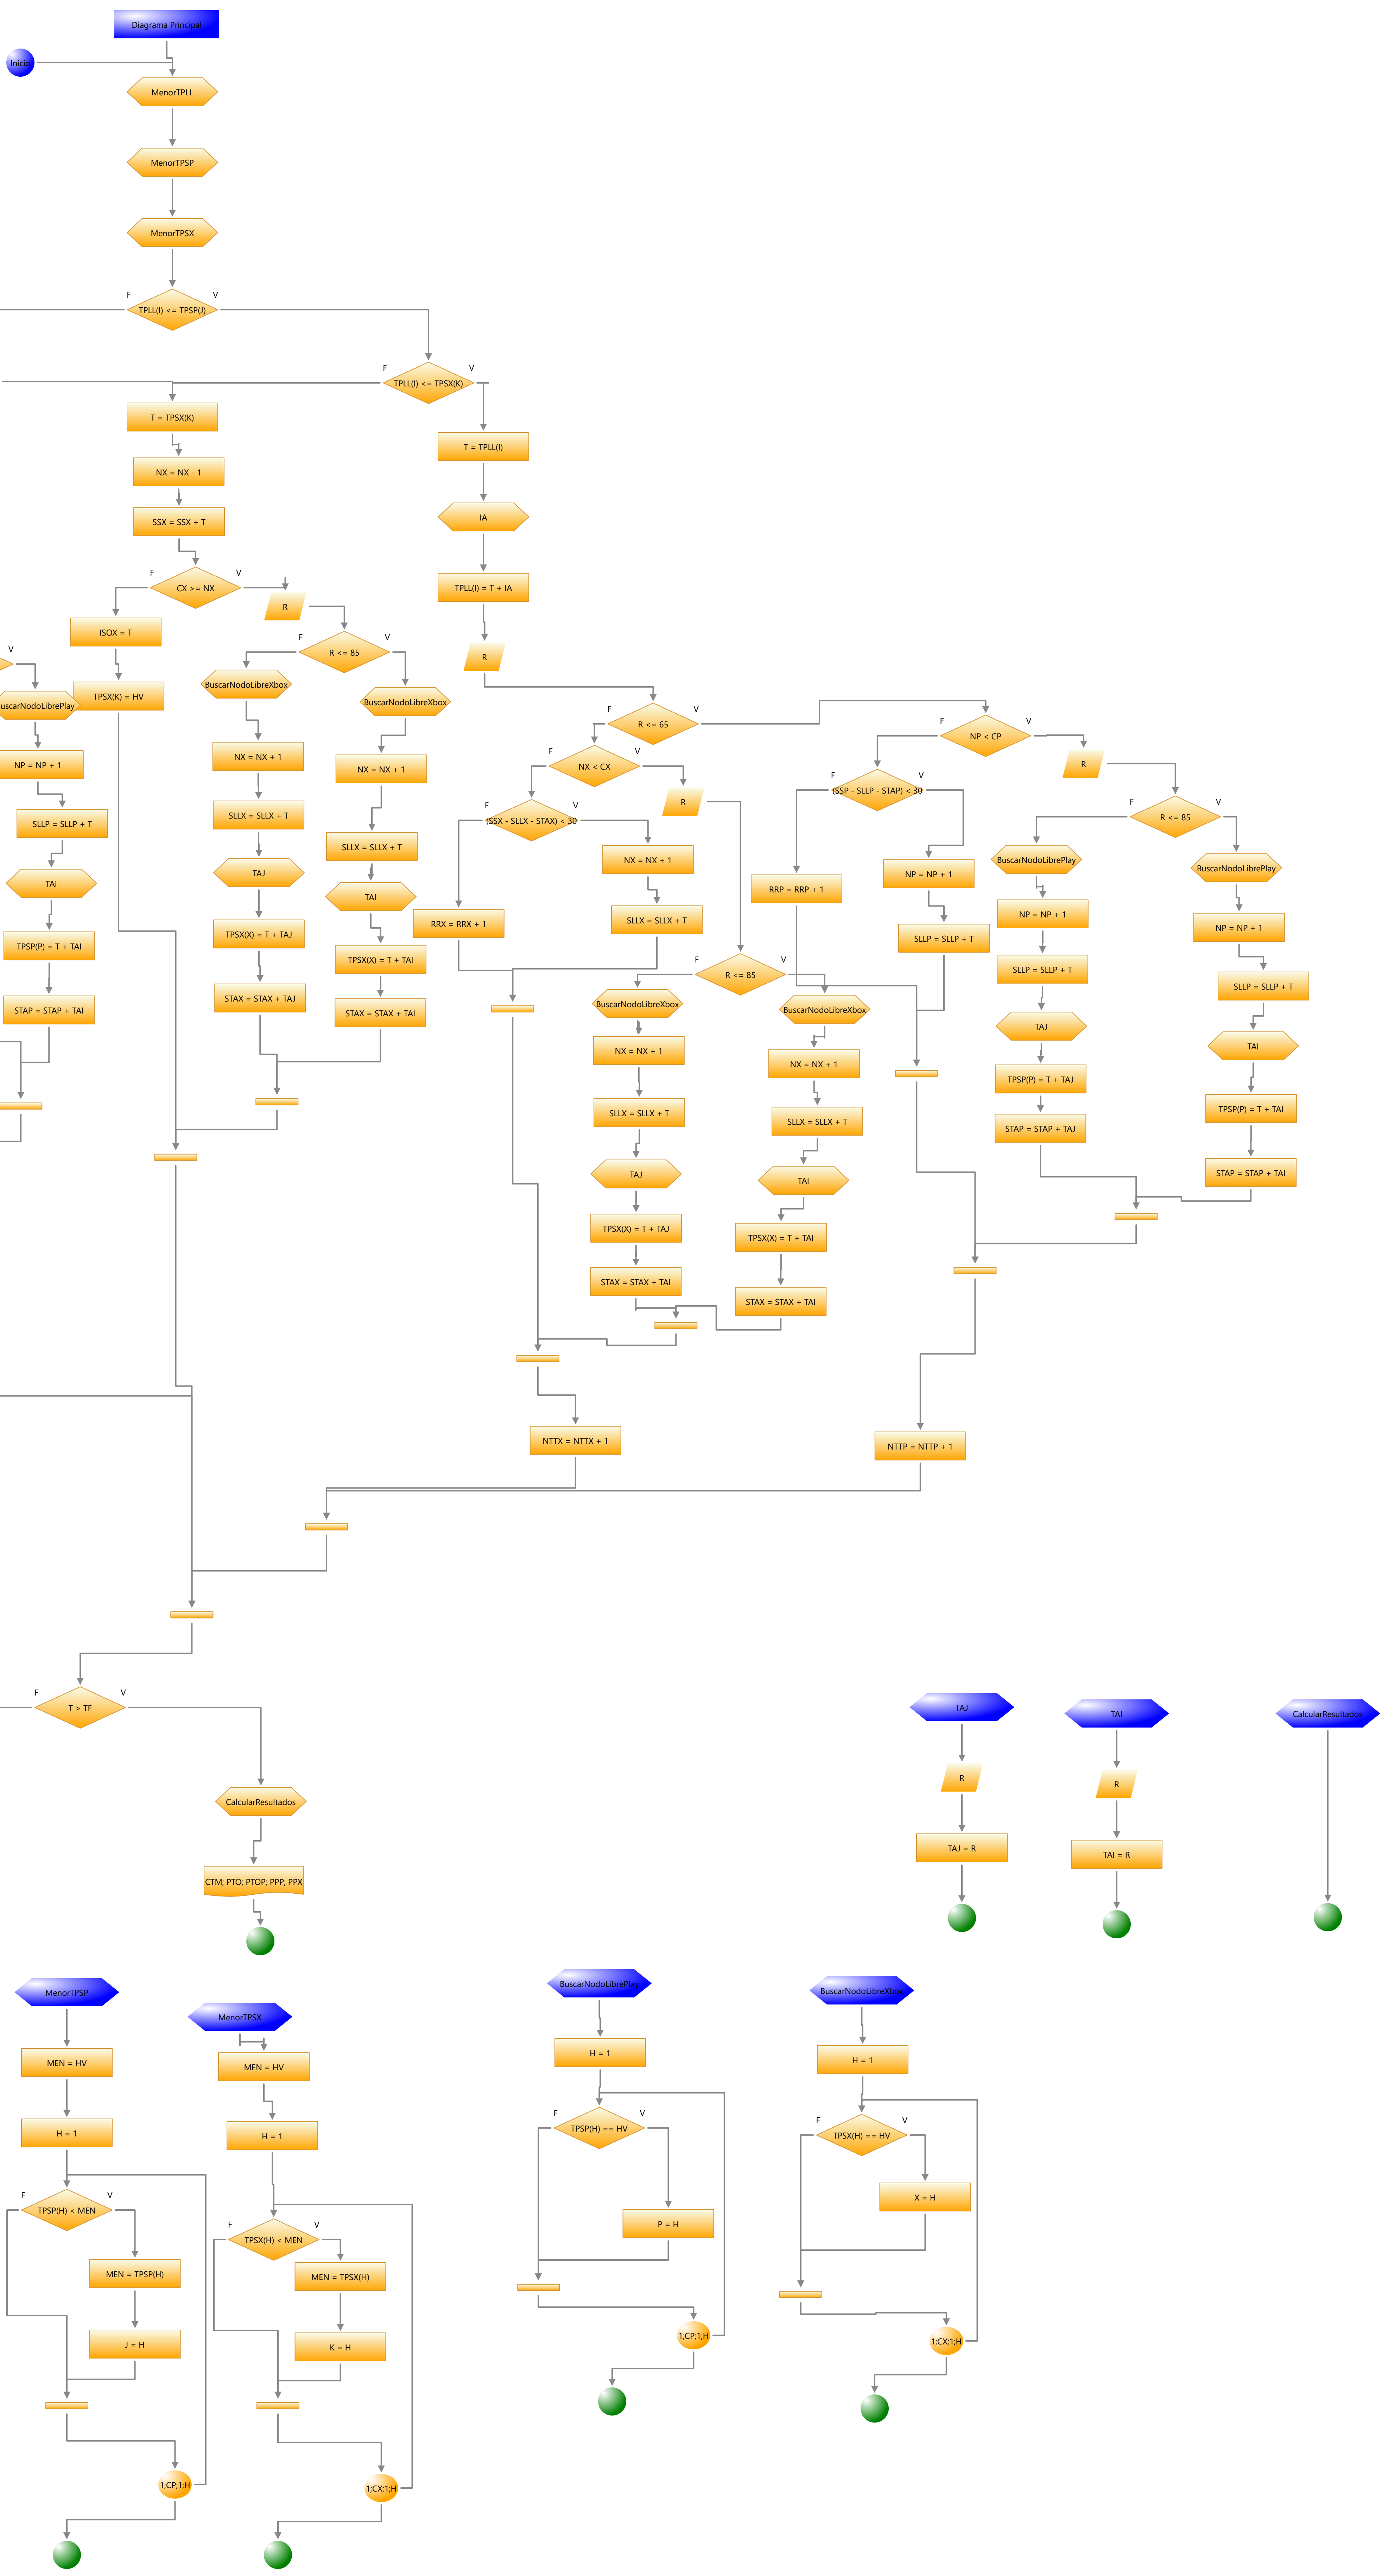 Diagrama Principal
Inicio
MenorTPLL
MenorTPSP
MenorTPSX
F
V
TPLL(I) <= TPSP(J)
F
V
TPLL(I) <= TPSX(K)
T = TPSX(K)
NX = NX - 1
SSX = SSX + T
F
V
CX >= NX
ISOX = T
TPSX(K) = HV
R
F
V
R <= 85
BuscarNodoLibreXbox
NX = NX + 1
SLLX = SLLX + T
TAJ
TPSX(X) = T + TAJ
STAX = STAX + TAJ
BuscarNodoLibreXbox
NX = NX + 1
SLLX = SLLX + T
TAI
TPSX(X) = T + TAI
STAX = STAX + TAI
V
uscarNodoLibrePlay
NP = NP + 1
SLLP = SLLP + T
TAI
TPSP(P) = T + TAI
STAP = STAP + TAI
T = TPLL(I)
IA
TPLL(I) = T + IA
R
F
V
R <= 65
F
V
NX < CX
F
V
(SSX - SLLX - STAX) < 30
RRX = RRX + 1
NX = NX + 1
SLLX = SLLX + T
R
F
V
R <= 85
BuscarNodoLibreXbox
NX = NX + 1
SLLX = SLLX + T
TAJ
TPSX(X) = T + TAJ
STAX = STAX + TAI
BuscarNodoLibreXbox
NX = NX + 1
SLLX = SLLX + T
TAI
TPSX(X) = T + TAI
STAX = STAX + TAI
NTTX = NTTX + 1
F
V
NP < CP
F
V
(SSP - SLLP - STAP) < 30
RRP = RRP + 1
NP = NP + 1
SLLP = SLLP + T
R
F
V
R <= 85
BuscarNodoLibrePlay
NP = NP + 1
SLLP = SLLP + T
TAJ
TPSP(P) = T + TAJ
STAP = STAP + TAJ
BuscarNodoLibrePlay
NP = NP + 1
SLLP = SLLP + T
TAI
TPSP(P) = T + TAI
STAP = STAP + TAI
NTTP = NTTP + 1
F
V
T > TF
CalcularResultados
CTM; PTO; PTOP; PPP; PPX
TAJ
R
TAJ = R
TAI
R
TAI = R
CalcularResultados
MenorTPSP
MEN = HV
H = 1
F
V
TPSP(H) < MEN
MEN = TPSP(H)
J = H
1;CP;1;H
MenorTPSX
MEN = HV
H = 1
F
V
TPSX(H) < MEN
MEN = TPSX(H)
K = H
1;CX;1;H
BuscarNodoLibrePlay
H = 1
F
V
TPSP(H) == HV
P = H
1;CP;1;H
BuscarNodoLibreXbox
H = 1
F
V
TPSX(H) == HV
X = H
1;CX;1;H